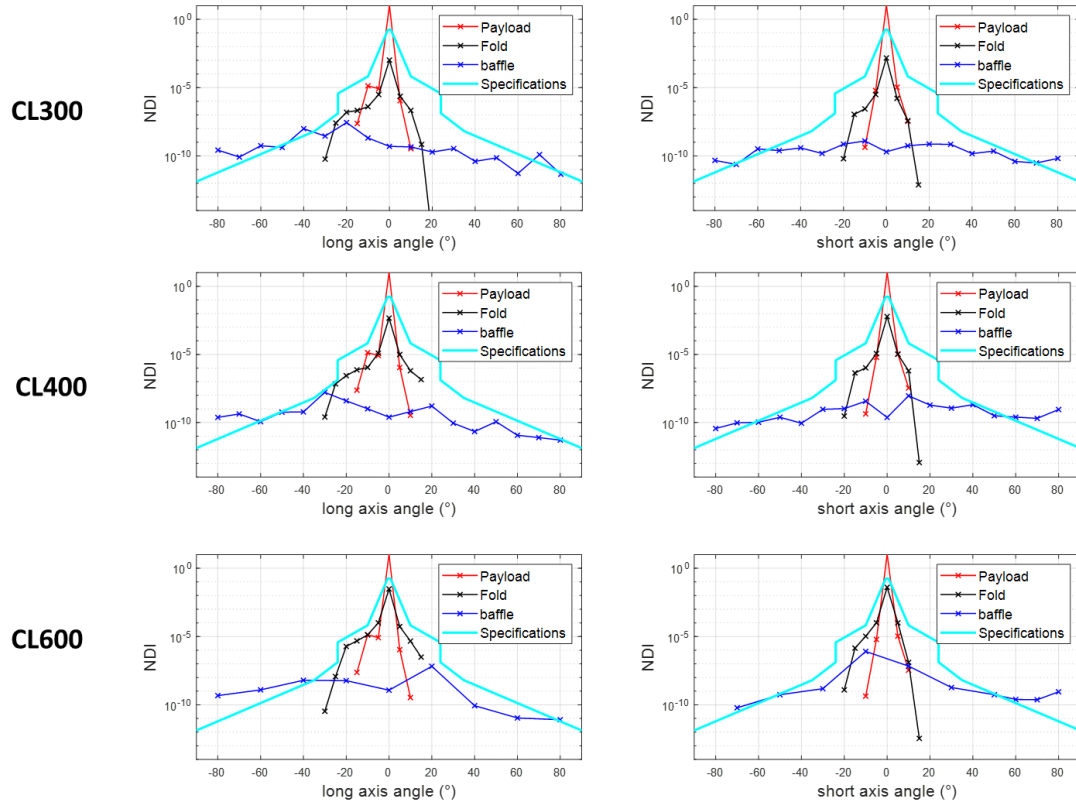 CL300
10^0
10^-5
10^-10
NDI
-80 -60 -40 -20 0 20 40 60 80
long axis angle (°)
Payload
Fold
baffle
Specifications
10^0
10^-5
10^-10
NDI
-80 -60 -40 -20 0 20 40 60 80
short axis angle (°)
Payload
Fold
baffle
Specifications
CL400
10^0
10^-5
10^-10
NDI
-80 -60 -40 -20 0 20 40 60 80
long axis angle (°)
Payload
Fold
baffle
Specifications
10^0
10^-5
10^-10
NDI
-80 -60 -40 -20 0 20 40 60 80
short axis angle (°)
Payload
Fold
baffle
Specifications
CL600
10^0
10^-5
10^-10
NDI
-80 -60 -40 -20 0 20 40 60 80
long axis angle (°)
Payload
Fold
baffle
Specifications
10^0
10^-5
10^-10
NDI
-80 -60 -40 -20 0 20 40 60 80
short axis angle (°)
Payload
Fold
baffle
Specifications